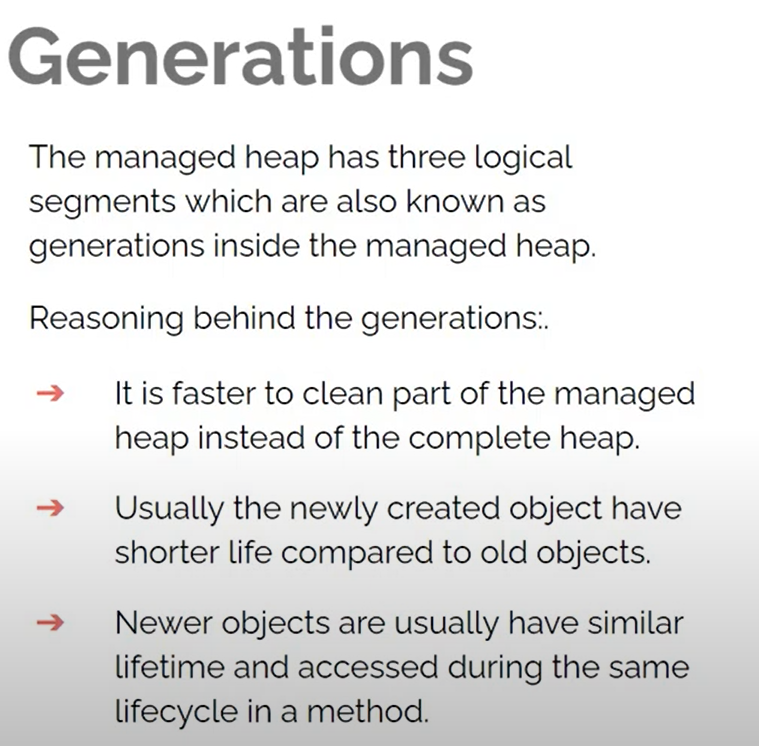 Generations
The managed heap has three logical
segments which are also known as
generations inside the managed heap.
Reasoning behind the generations:.
→ It is faster to clean part of the managed
heap instead of the complete heap.
→ Usually the newly created object have
shorter life compared to old objects.
→ Newer objects are usually have similar
lifetime and accessed during the same
lifecycle in a method.